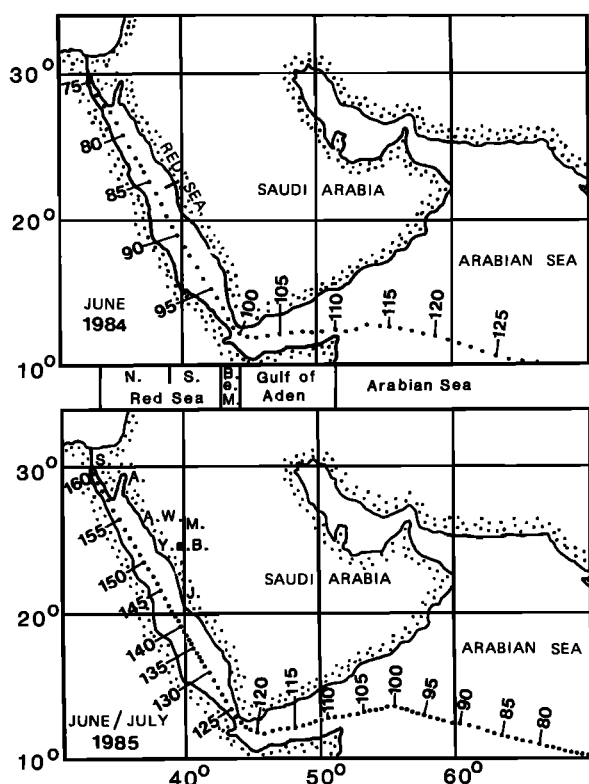 30°
75
80
RED SEA
SAUDI ARABIA
85
20°
90
ARABIAN SEA
JUNE
1984
95
100
105
110
115
120
125
10°
N. S. B. Gulf of Arabian Sea
Red Sea e. Aden
M.
30°
S.
160
A.
155
A.W. M.
Y. B.
150
SAUDI ARABIA
145
J.
20°
140
ARABIAN SEA
135
130
125
120
115
110
105
100
95
90
85
80
JUNE/JULY
1985
10°
40° 50° 60°